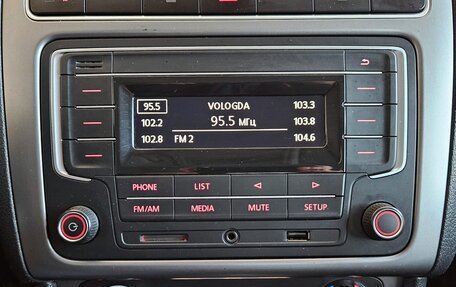 95.5 VOLOGDA 103.3
102.2 95.5 МГц 103.8
102.8 FM 2 104.6
PHONE LIST
FM/AM MEDIA MUTE SETUP